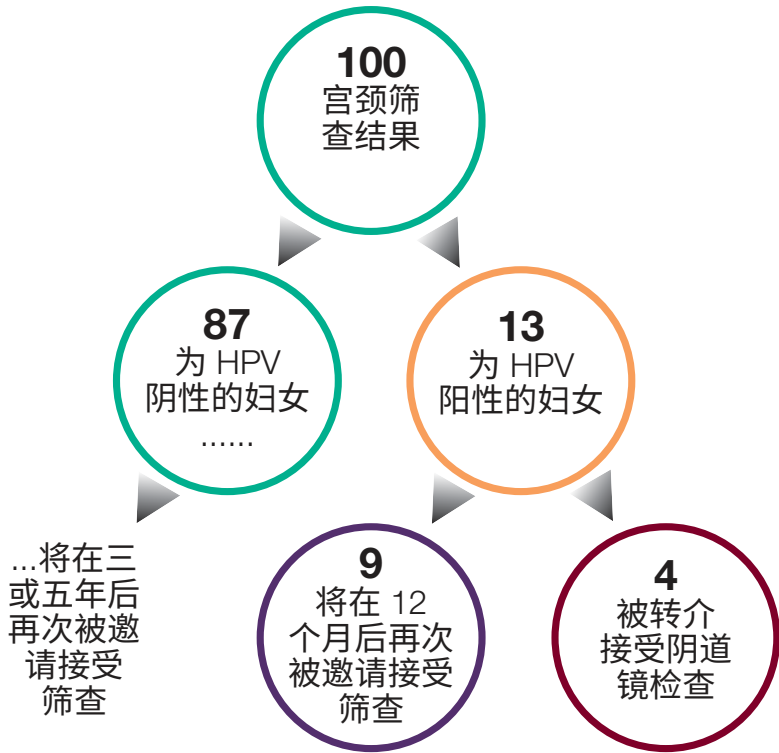 100
宫颈筛
查结果
87
为 HPV
阴性的妇女
......
13
为 HPV
阳性的妇女
...将在三
或五年后
再次被邀
请接受
筛查
9
将在 12
个月后再次
被邀请接受
筛查
4
被转介
接受阴道
镜检查